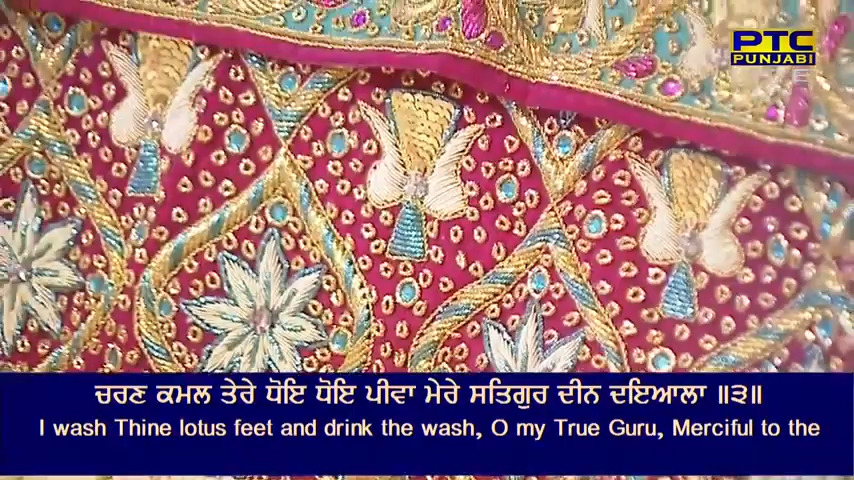 PTC
PUNJABI
ਚਰਣ ਕਮਲ ਤੇਰੇ ਧੋਇ ਧੋਇ ਪੀਵਾ ਮੇਰੇ ਸਤਿਗੁਰ ਦੀਨ ਦਇਆਲਾ ॥੩॥
I wash Thine lotus feet and drink the wash, O my True Guru, Merciful to the